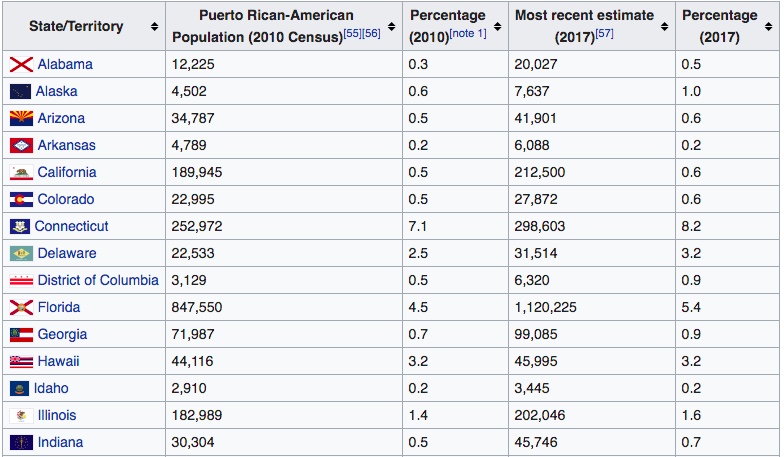 State/Territory Puerto Rican-American Population (2010 Census)[55][56] Percentage (2010)[note 1] Most recent estimate (2017)[57] Percentage (2017)
Alabama 12,225 0.3 20,027 0.5
Alaska 4,502 0.6 7,637 1.0
Arizona 34,787 0.5 41,901 0.6
Arkansas 4,789 0.2 6,088 0.2
California 189,945 0.5 212,500 0.6
Colorado 22,995 0.5 27,872 0.6
Connecticut 252,972 7.1 298,603 8.2
Delaware 22,533 2.5 31,514 3.2
District of Columbia 3,129 0.5 6,320 0.9
Florida 847,550 4.5 1,120,225 5.4
Georgia 71,987 0.7 99,085 0.9
Hawaii 44,116 3.2 45,995 3.2
Idaho 2,910 0.2 3,445 0.2
Illinois 182,989 1.4 202,046 1.6
Indiana 30,304 0.5 45,746 0.7